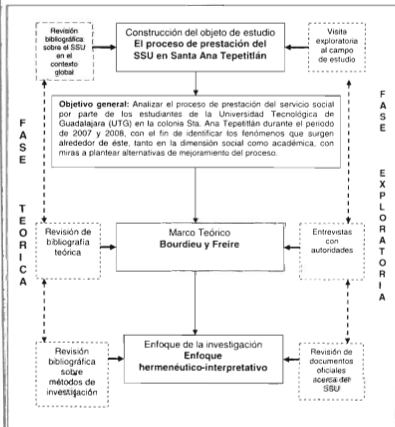 Revisión
bibliográfica
sobre el SSU
en el
contexto
global
Construcción del objeto de estudio
El proceso de prestación del
SSU en Santa Ana Tepetitlán
Visita
exploratoria
al campo
de estudio
Objetivo general: Analizar el proceso de prestación del servicio social
por parte de los estudiantes de la Universidad Tecnológica de
Guadalajara (UTG) en la colonia Sta. Ana Tepetitlán durante el periodo
de 2007 y 2008, con el fin de identificar los fenómenos que surgen
alrededor de éste, tanto en la dimensión social como académica, con
miras a plantear alternativas de mejoramiento del proceso.
FASE TEORICA
FASE EXPLORATORIA
Revisión de
bibliografía
teórica
Marco Teórico
Bourdieu y Freire
Entrevistas
con
autoridades
Revisión
bibliográfica
sobre
métodos de
investigación
Enfoque de la investigación
Enfoque
hermenéutico-interpretativo
Revisión de
documentos
oficiales
acerca del
SSU